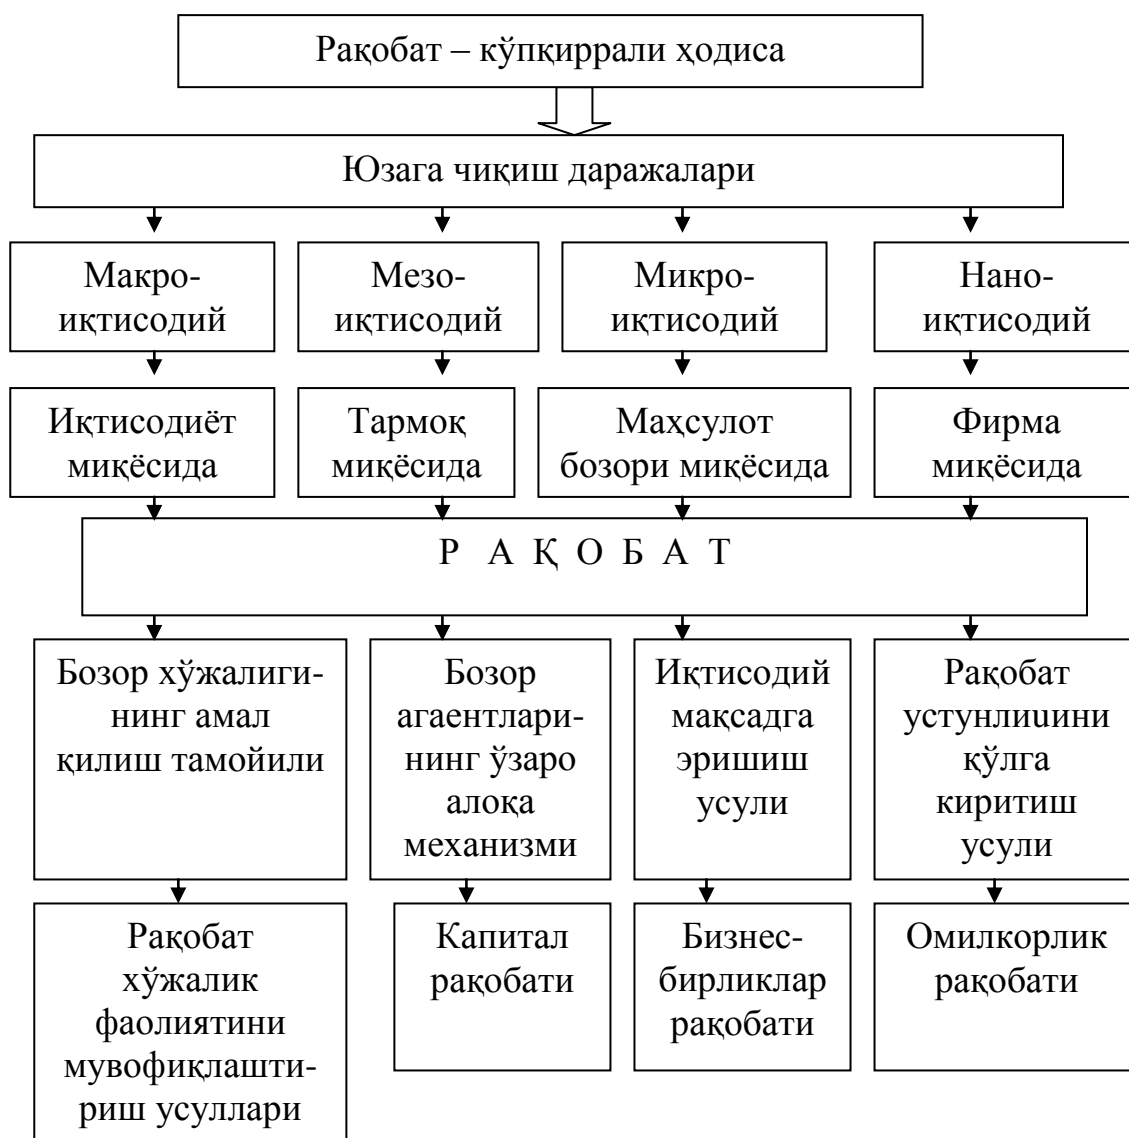 Рақобат – кўпқиррали ҳодиса
Юзага чиқиш даражалари
Макро-
иқтисодий
Мезо-
иқтисодий
Микро-
иқтисодий
Нано-
иқтисодий
Иқтисодиёт
миқёсида
Тармоқ
миқёсида
Маҳсулот
бозори миқёсида
Фирма
миқёсида
Р А Қ О Б А Т
Бозор хўжалиги-
нинг амал
қилиш тамойили
Бозор
агаентлари-
нинг ўзаро
алоқа
механизми
Иқтисодий
мақсадга
эришиш
усули
Рақобат
устунлиuини
қўлга
киритиш
усули
Рақобат
хўжалик
фаолиятини
мувофиқлашти-
риш усуллари
Капитал
рақобати
Бизнес-
бирликлар
рақобати
Омилкорлик
рақобати